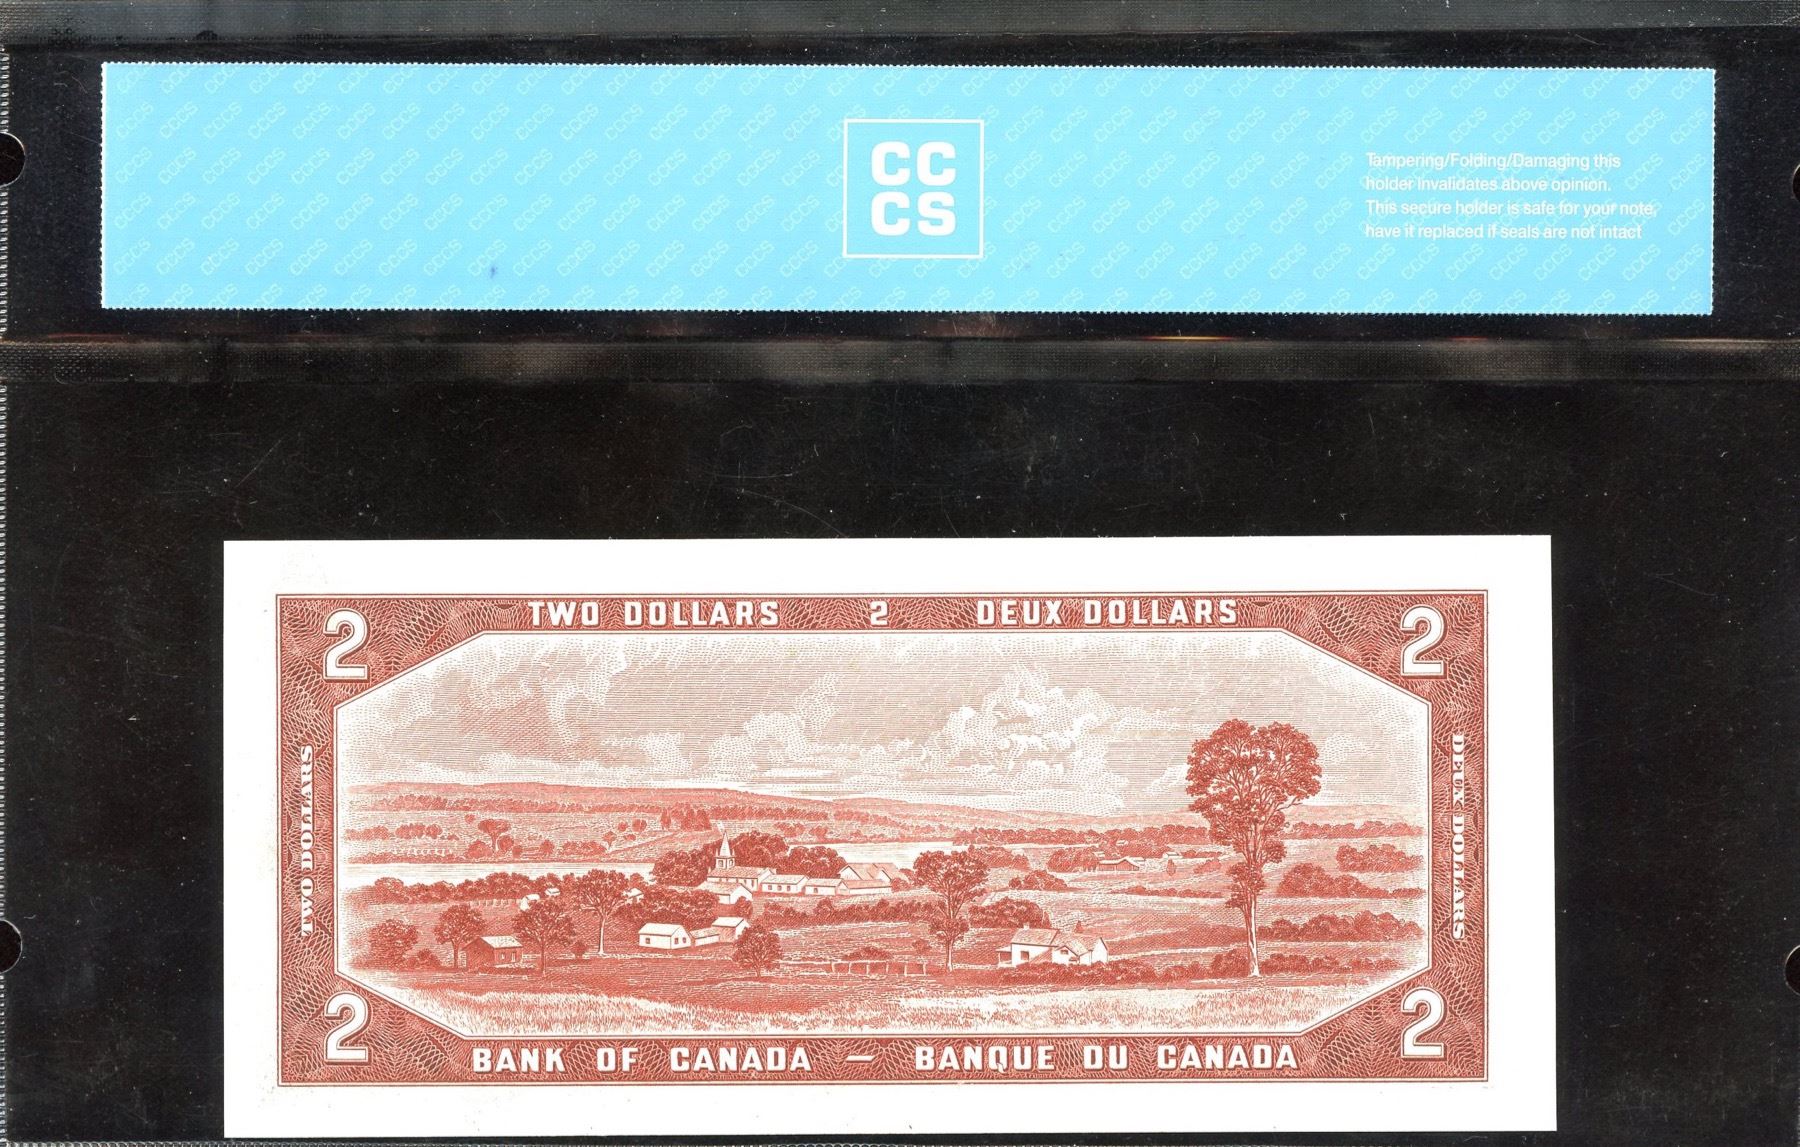 CC
CS
Tampering/Folding/Damaging this
holder invalidates above opinion.
This secure holder is safe for your note,
have it replaced if seals are not intact
TWO DOLLARS 2 DEUX DOLLARS
2 2
TWO DOLLARS
DEUX DOLLARS
2 2
BANK OF CANADA — BANQUE DU CANADA